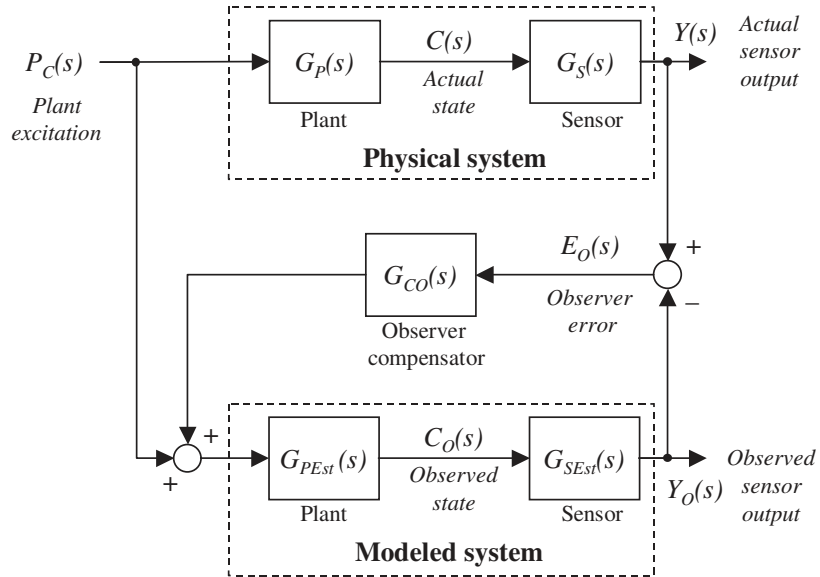 P_C(s)
Plant
excitation
G_P(s)
Plant
C(s)
Actual
state
G_S(s)
Sensor
Physical system
Y(s)
Actual
sensor
output
+
−
E_O(s)
Observer
error
G_CO(s)
Observer
compensator
+
+
G_PEst(s)
Plant
C_O(s)
Observed
state
G_SEst(s)
Sensor
Modeled system
Y_O(s)
Observed
sensor
output